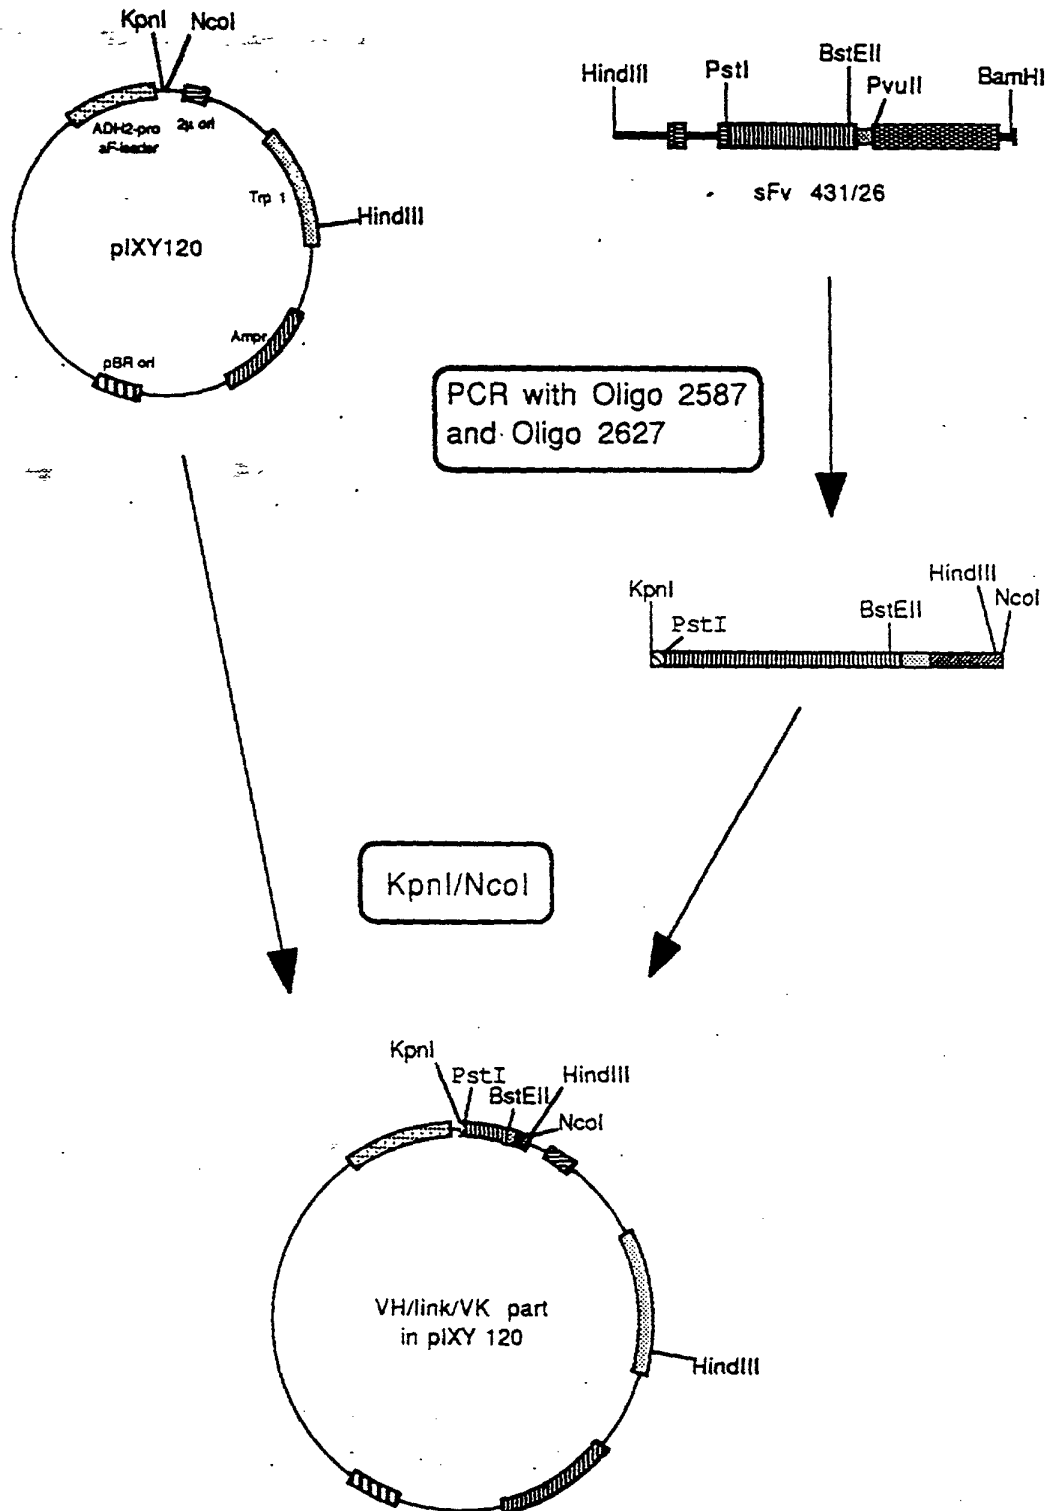 KpnI NcoI
ADH2-pro
aF-leader
2µ ori
Trp 1
HindIII
pIXY120
Ampr
pBR ori
HindIII PstI BstEII PvuII BamHI
sFv 431/26
PCR with Oligo 2587
and Oligo 2627
KpnI PstI BstEII HindIII NcoI
KpnI/NcoI
KpnI PstI BstEII HindIII NcoI
VH/link/VK part
in pIXY 120
HindIII